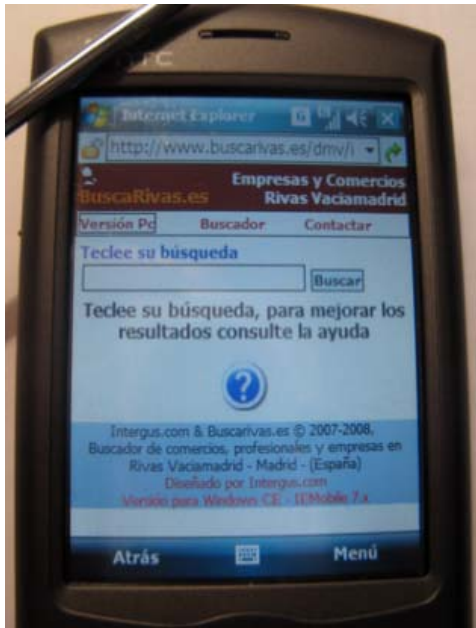 HTC
Internet Explorer
http://www.buscarivas.es/dmv/i
Empresas y Comercios
BuscaRivas.es Rivas Vaciamadrid
Versión Pc Buscador Contactar
Teclee su búsqueda
Buscar
Teclee su búsqueda, para mejorar los
resultados consulte la ayuda
?
Intergus.com & Buscarivas.es © 2007-2008,
Buscador de comercios, profesionales y empresas en
Rivas Vaciamadrid - Madrid - (España)
Diseñado por Intergus.com
Versión para Windows CE - IEMobile 7.x
Atrás Menú